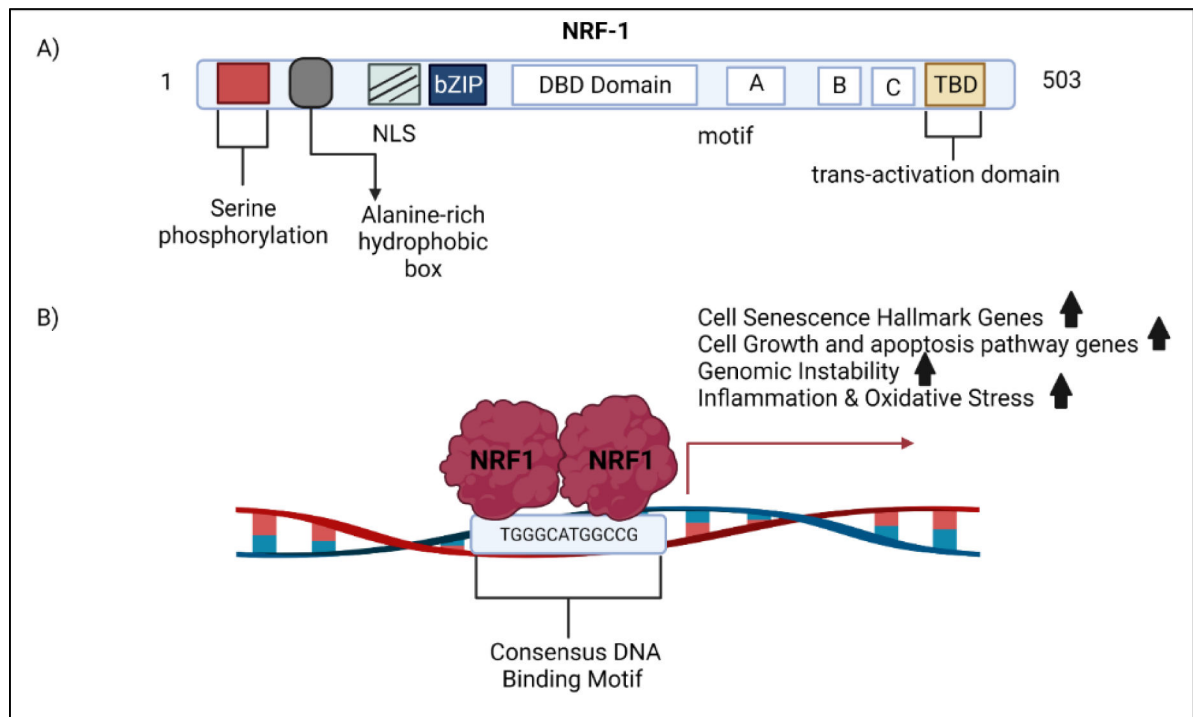 NRF-1
A)
1
bZIP
DBD Domain
A
B
C
TBD
503
NLS
motif
trans-activation domain
Serine
phosphorylation
Alanine-rich
hydrophobic
box
B)
Cell Senescence Hallmark Genes
Cell Growth and apoptosis pathway genes
Genomic Instability
Inflammation & Oxidative Stress
NRF1
NRF1
TGGGCATGGCCG
Consensus DNA
Binding Motif